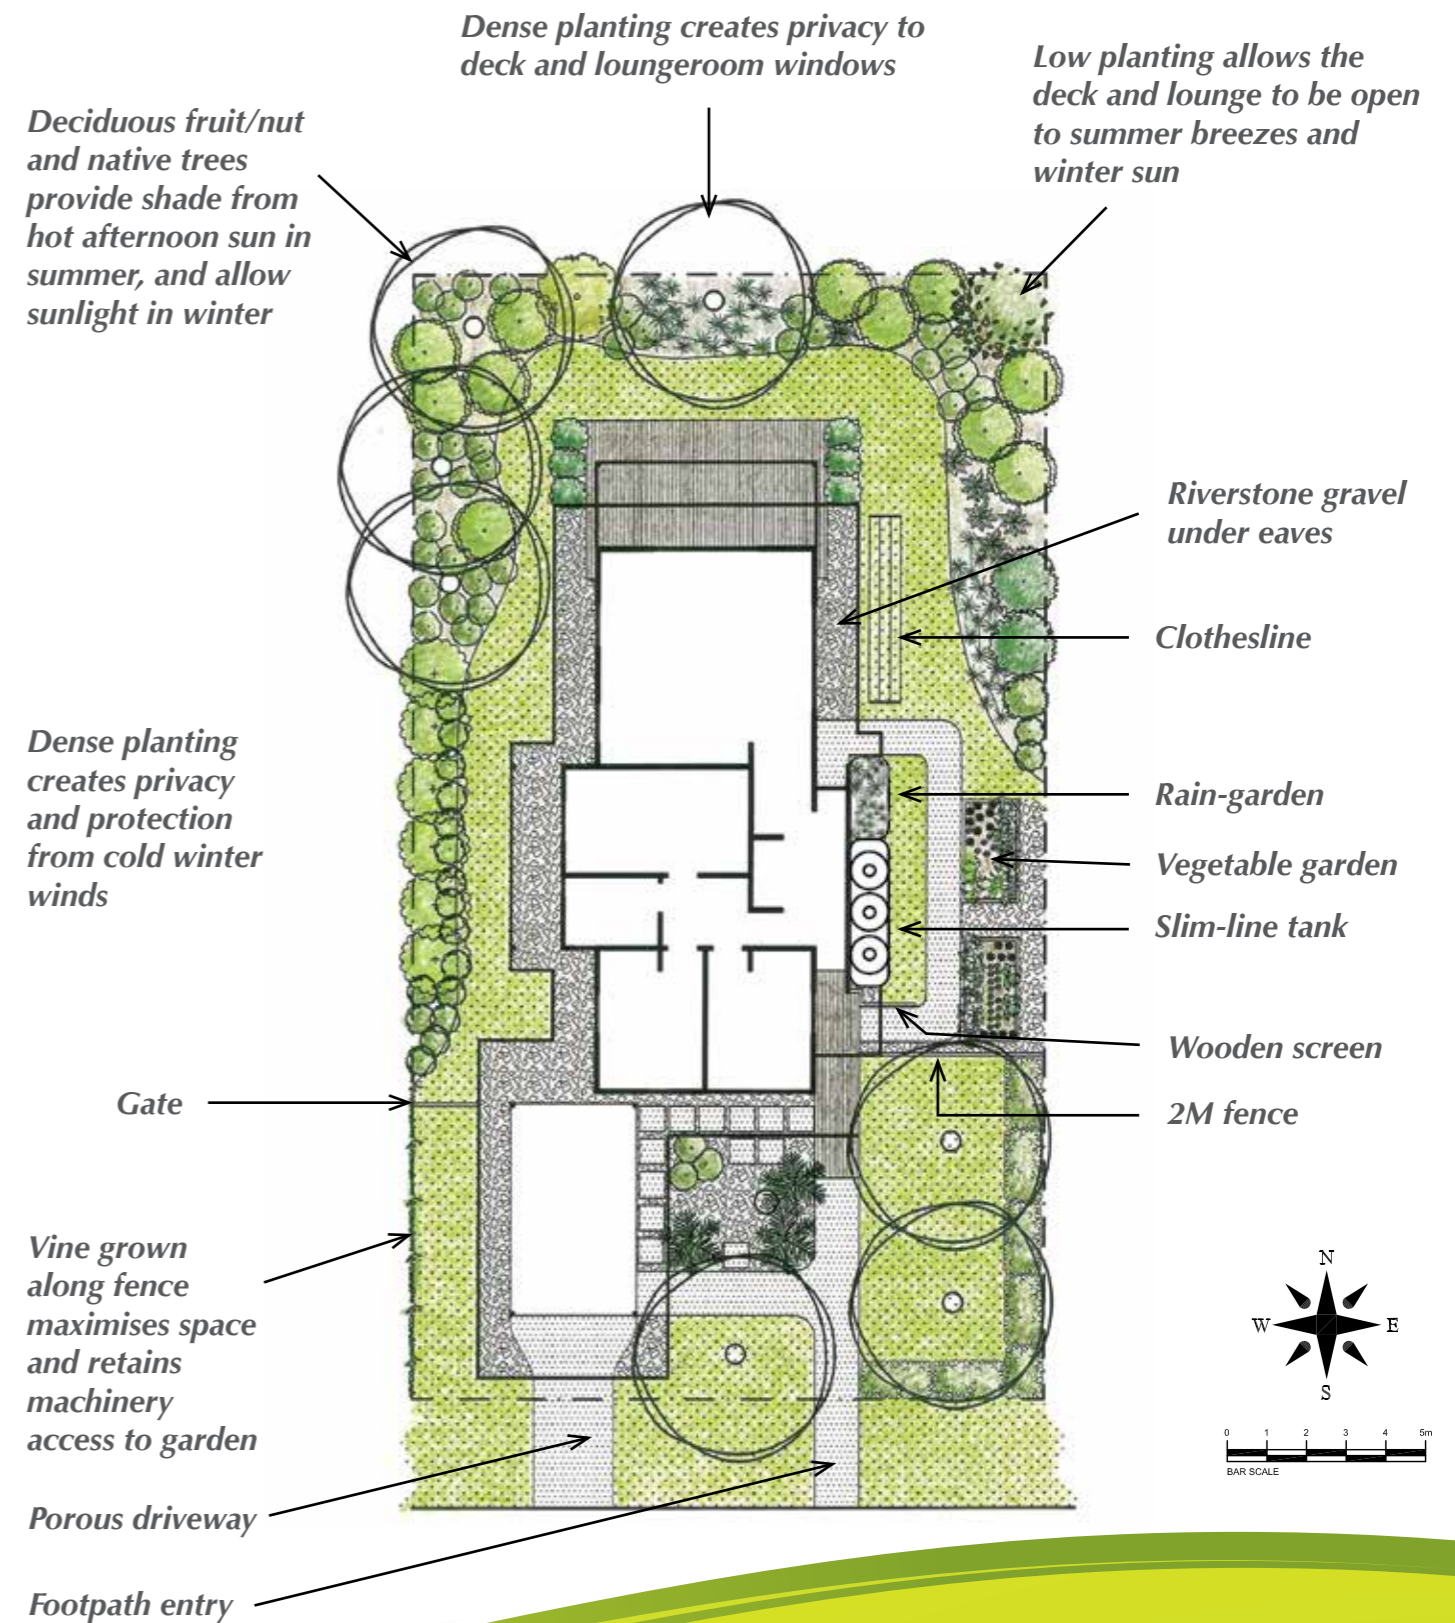 Dense planting creates privacy to
deck and loungeroom windows
Low planting allows the
deck and lounge to be open
to summer breezes and
winter sun
Deciduous fruit/nut
and native trees
provide shade from
hot afternoon sun in
summer, and allow
sunlight in winter
Riverstone gravel
under eaves
Clothesline
Dense planting
creates privacy
and protection
from cold winter
winds
Rain-garden
Vegetable garden
Slim-line tank
Wooden screen
Gate
2M fence
Vine grown
along fence
maximises space
and retains
machinery
access to garden
N
W
E
S
0 1 2 3 4 5m
BAR SCALE
Porous driveway
Footpath entry